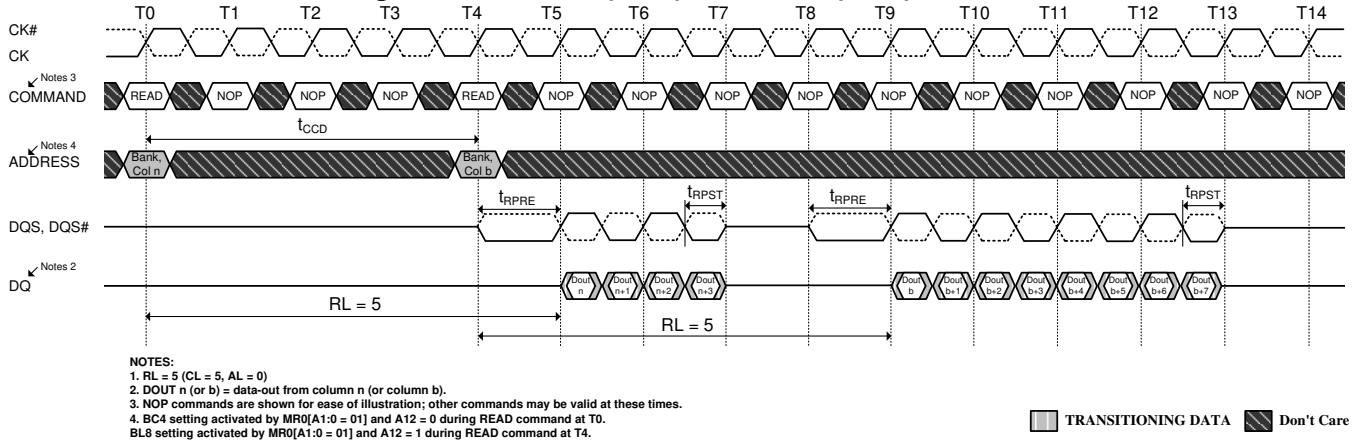 T0 T1 T2 T3 T4 T5 T6 T7 T8 T9 T10 T11 T12 T13 T14
CK#
CK
Notes 3
COMMAND READ NOP NOP NOP READ NOP NOP NOP NOP NOP NOP NOP NOP NOP NOP
tCCD
Notes 4
ADDRESS
Bank, Col n
Bank, Col b
tRPRE tRPST tRPRE tRPST
DQS, DQS#
Notes 2
DQ
Dout n
Dout n+1
Dout n+2
Dout n+3
Dout b
Dout b+1
Dout b+2
Dout b+3
Dout b+4
Dout b+5
Dout b+6
Dout b+7
RL = 5
RL = 5
NOTES:
1. RL = 5 (CL = 5, AL = 0)
2. DOUT n (or b) = data-out from column n (or column b).
3. NOP commands are shown for ease of illustration; other commands may be valid at these times.
4. BC4 setting activated by MR0[A1:0 = 01] and A12 = 0 during READ command at T0.
BL8 setting activated by MR0[A1:0 = 01] and A12 = 1 during READ command at T4.
TRANSITIONING DATA Don't Care